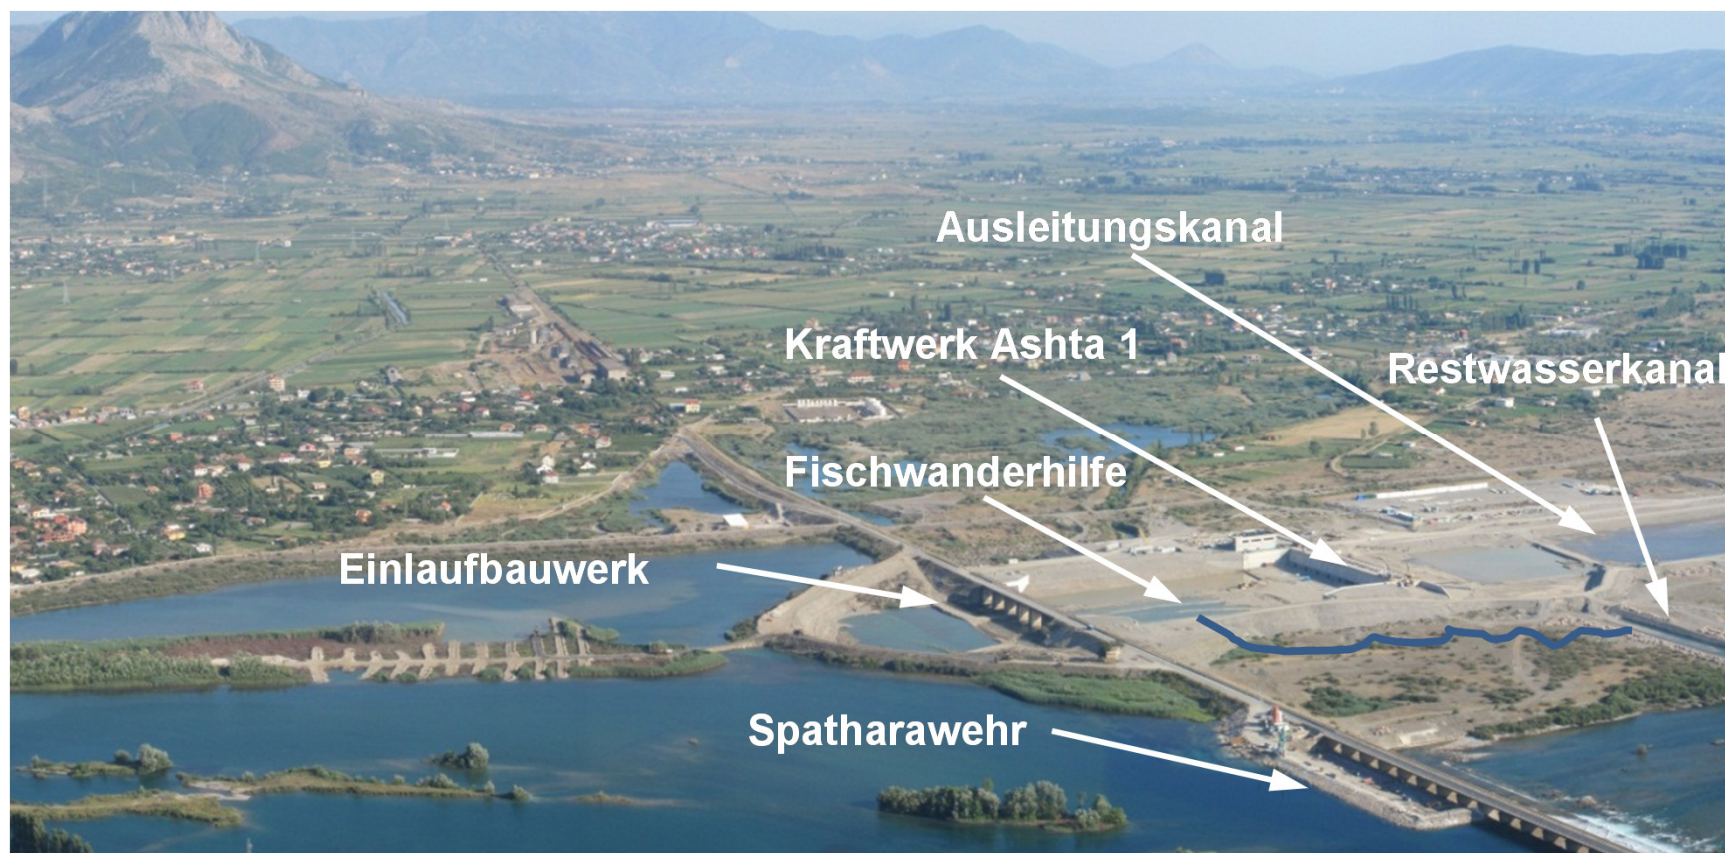 Ausleitungskanal
Kraftwerk Ashta 1
Restwasserkanal
Fischwanderhilfe
Einlaufbauwerk
Spatharawehr